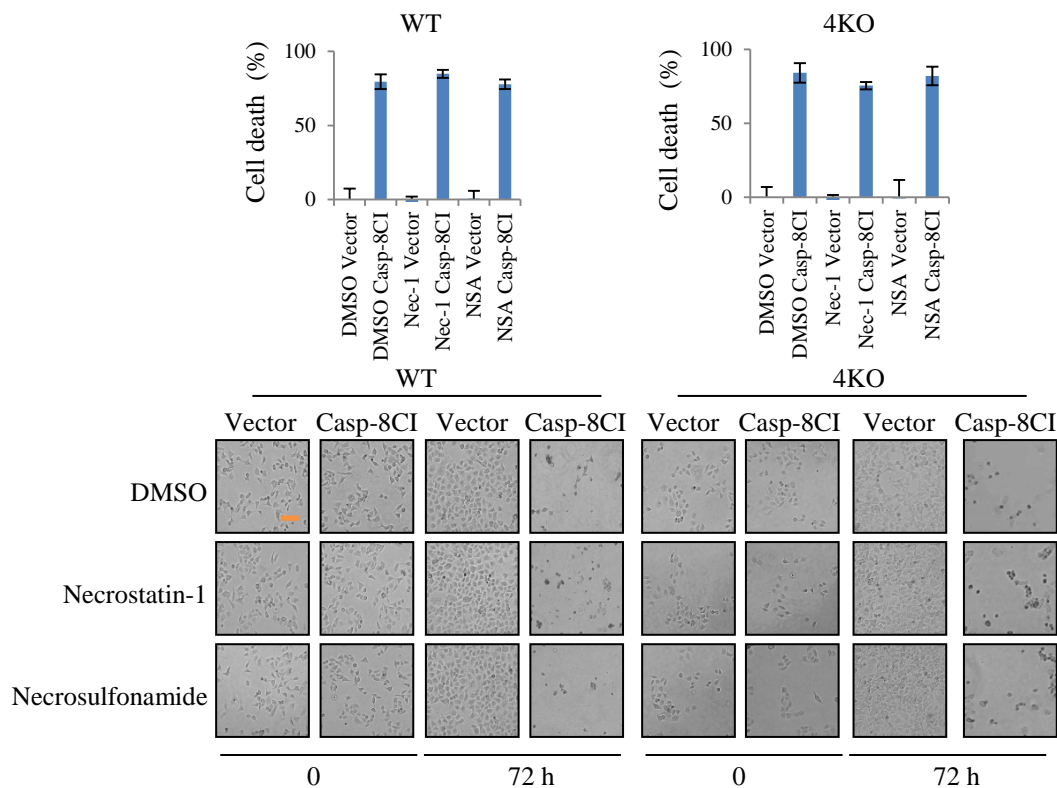 WT
100
50
0
Cell death (%)
DMSO Vector
DMSO Casp-8CI
Nec-1 Vector
Nec-1 Casp-8CI
NSA Vector
NSA Casp-8CI
4KO
100
50
0
Cell death (%)
DMSO Vector
DMSO Casp-8CI
Nec-1 Vector
Nec-1 Casp-8CI
NSA Vector
NSA Casp-8CI
WT 4KO
Vector Casp-8CI Vector Casp-8CI Vector Casp-8CI Vector Casp-8CI
DMSO
Necrostatin-1
Necrosulfonamide
0 72 h 0 72 h